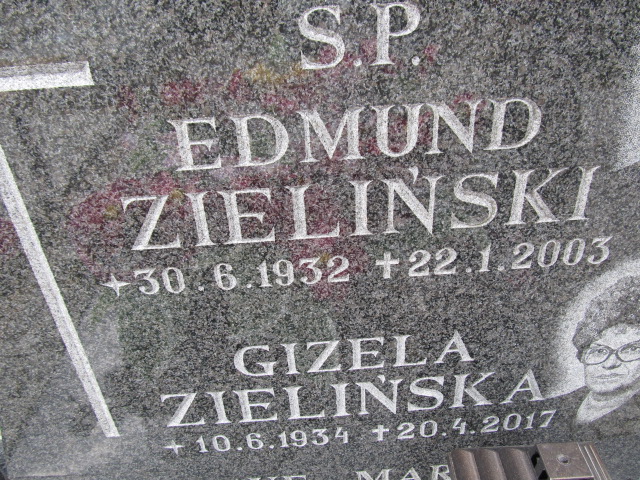 S.P.
EDMUND
ZIELIŃSKI
+30.6.1932 +22.1.2003
GIZELA
ZIELIŃSKA
+10.6.1934 +20.4.2017